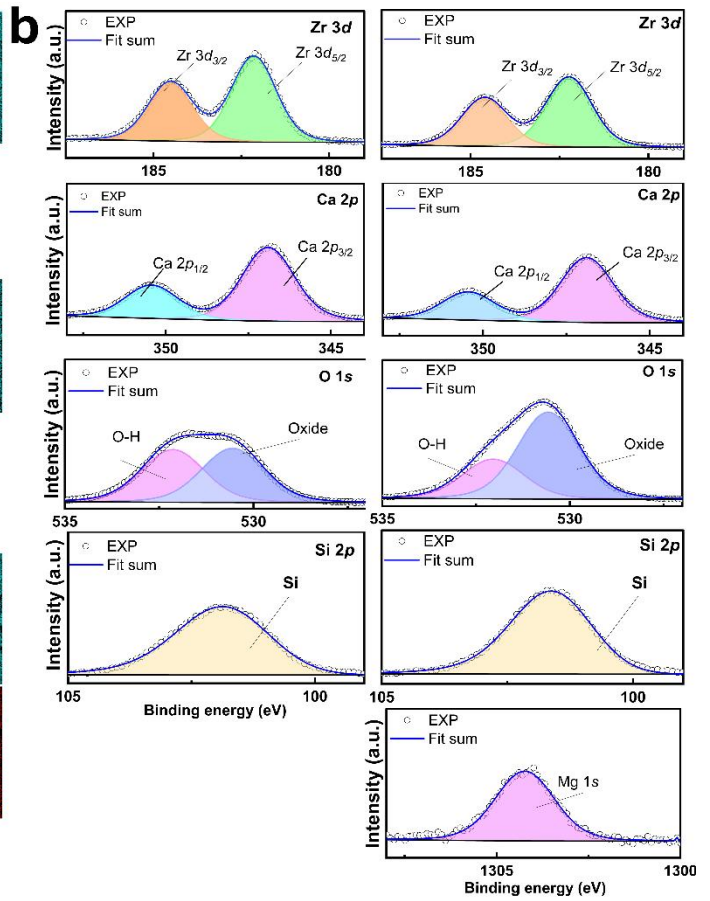 b
EXP
Fit sum
Zr 3d
Zr 3d3/2
Zr 3d5/2
Intensity (a.u.)
185
180
EXP
Fit sum
Zr 3d
Zr 3d3/2
Zr 3d5/2
185
180
EXP
Fit sum
Ca 2p
Ca 2p1/2
Ca 2p3/2
Intensity (a.u.)
350
345
EXP
Fit sum
Ca 2p
Ca 2p1/2
Ca 2p3/2
350
345
EXP
Fit sum
O 1s
O-H
Oxide
Intensity (a.u.)
535
530
EXP
Fit sum
O 1s
O-H
Oxide
535
530
EXP
Fit sum
Si 2p
Si
Intensity (a.u.)
105
100
Binding energy (eV)
EXP
Fit sum
Si 2p
Si
105
100
EXP
Fit sum
Mg 1s
Intensity (a.u.)
1305
1300
Binding energy (eV)